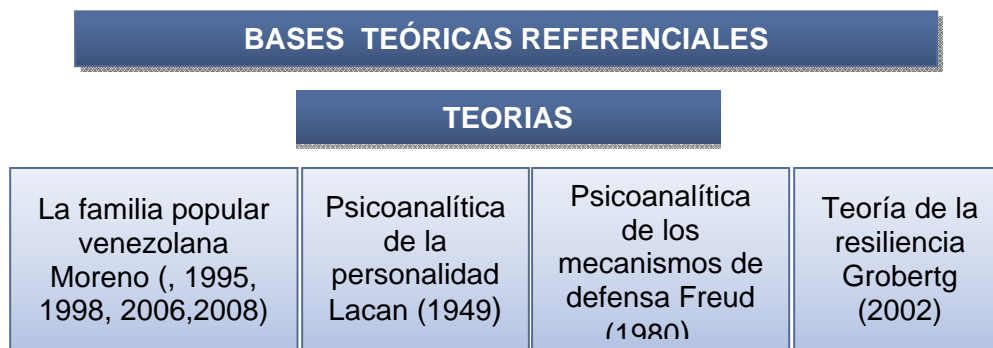 BASES TEÓRICAS REFERENCIALES
TEORIAS
La familia popular
venezolana
Moreno (, 1995,
1998, 2006,2008)
Psicoanalítica
de la
personalidad
Lacan (1949)
Psicoanalítica
de los
mecanismos de
defensa Freud
(1980)
Teoría de la
resiliencia
Grobertg
(2002)